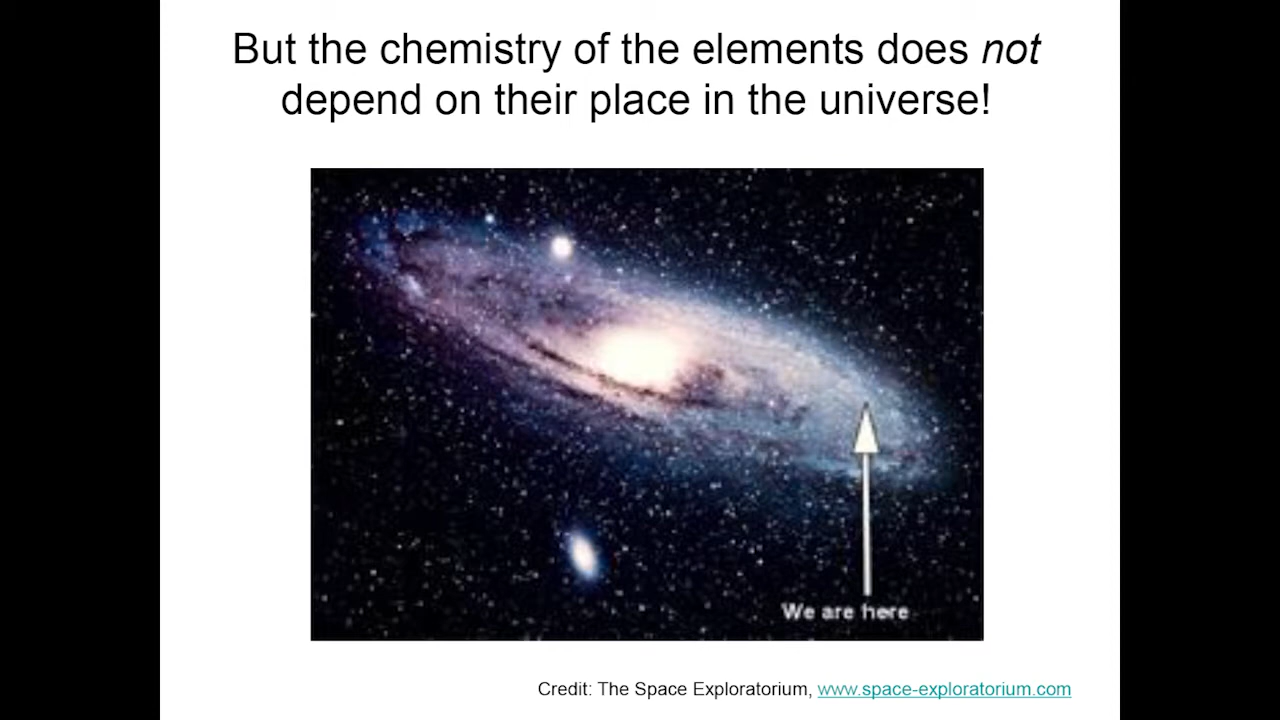 But the chemistry of the elements does not
depend on their place in the universe!
We are here
Credit: The Space Exploratorium, www.space-exploratorium.com